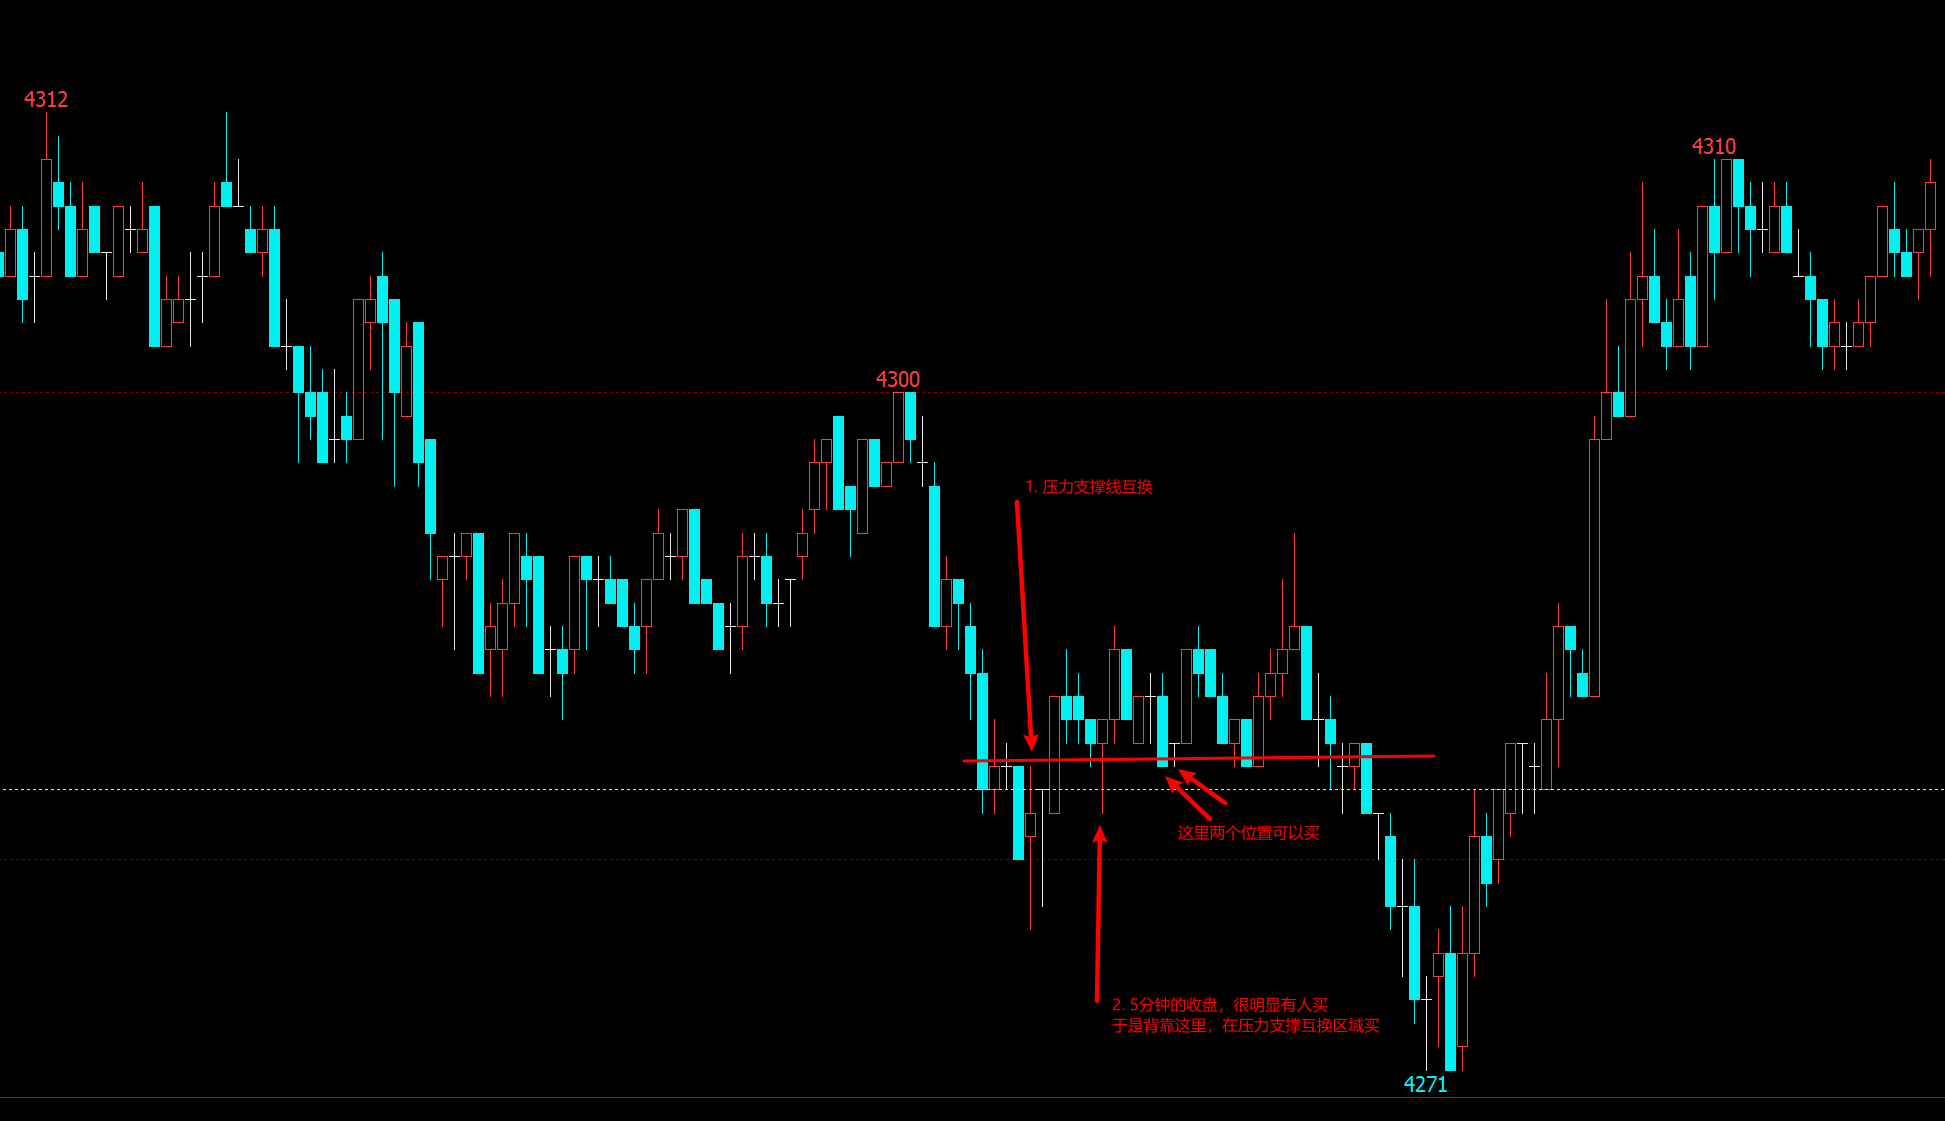 4312
4310
4300
1. 压力支撑线互换
这里两个位置可以买
2. 5分钟的收盘，很明显有人买
于是背靠这里，在压力支撑互换区域买
4271